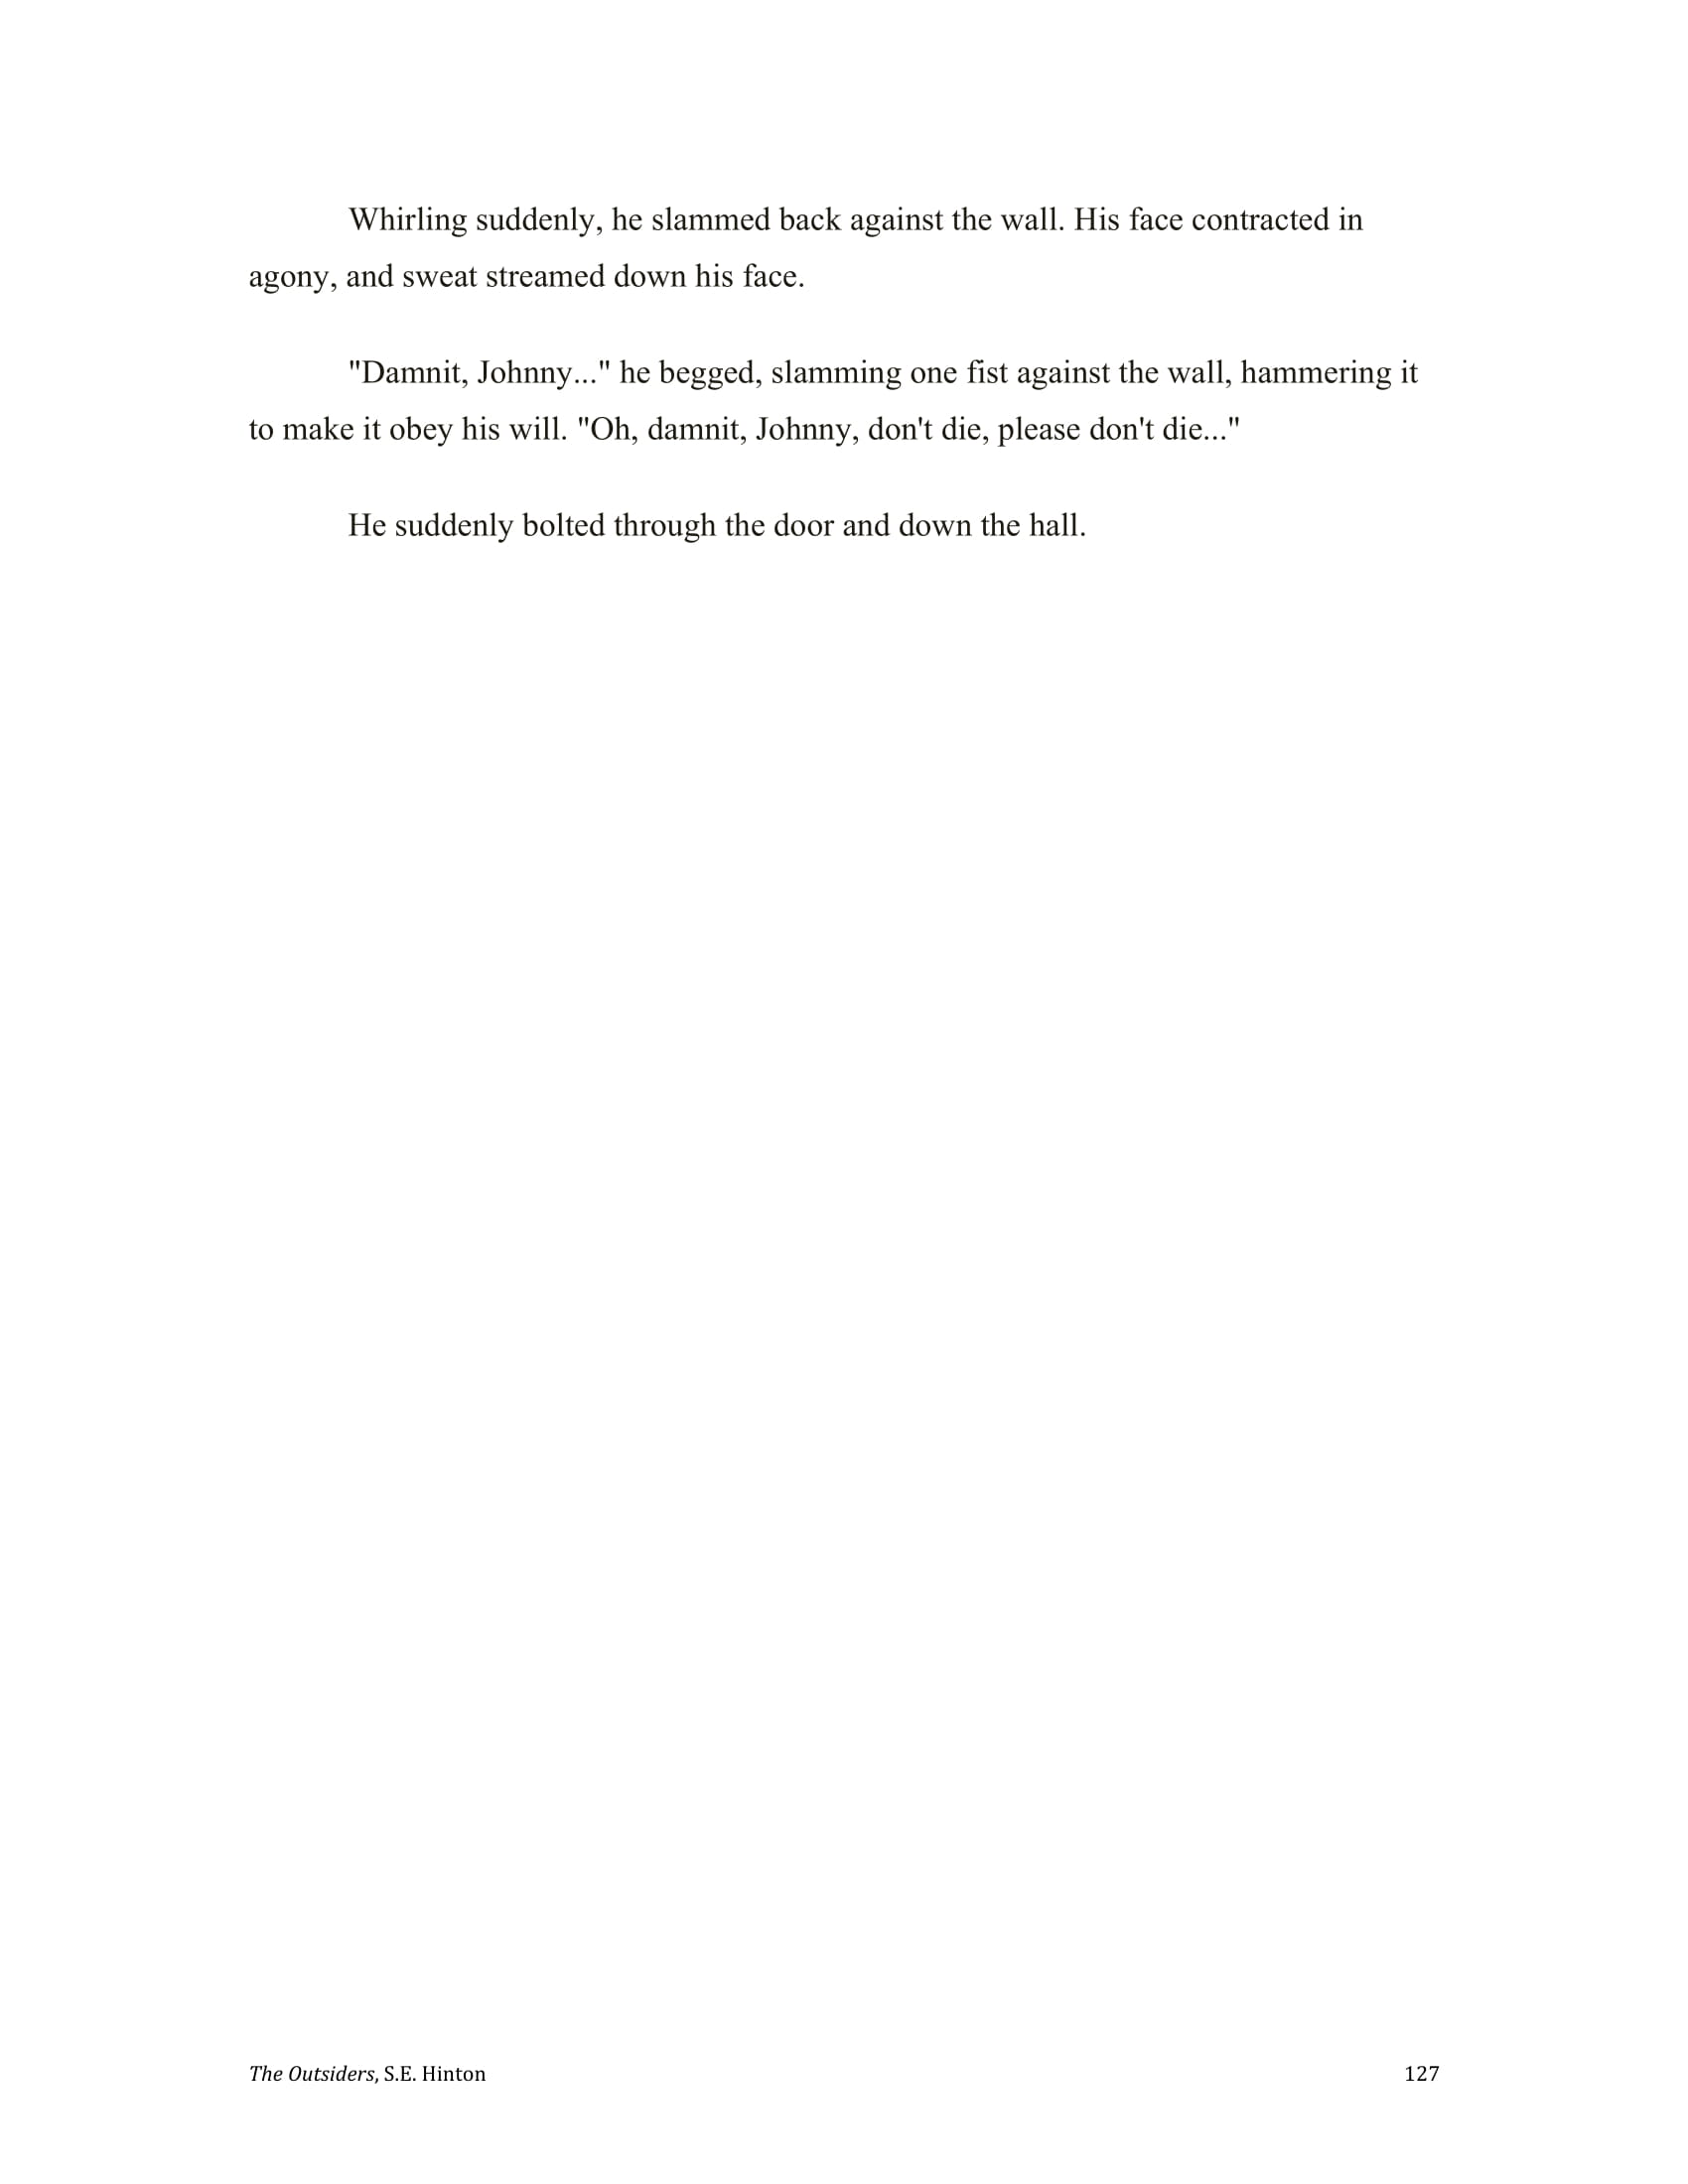 Whirling suddenly, he slammed back against the wall. His face contracted in
agony, and sweat streamed down his face.
"Damnit, Johnny..." he begged, slamming one fist against the wall, hammering it
to make it obey his will. "Oh, damnit, Johnny, don't die, please don't die..."
He suddenly bolted through the door and down the hall.
The Outsiders, S.E. Hinton 127